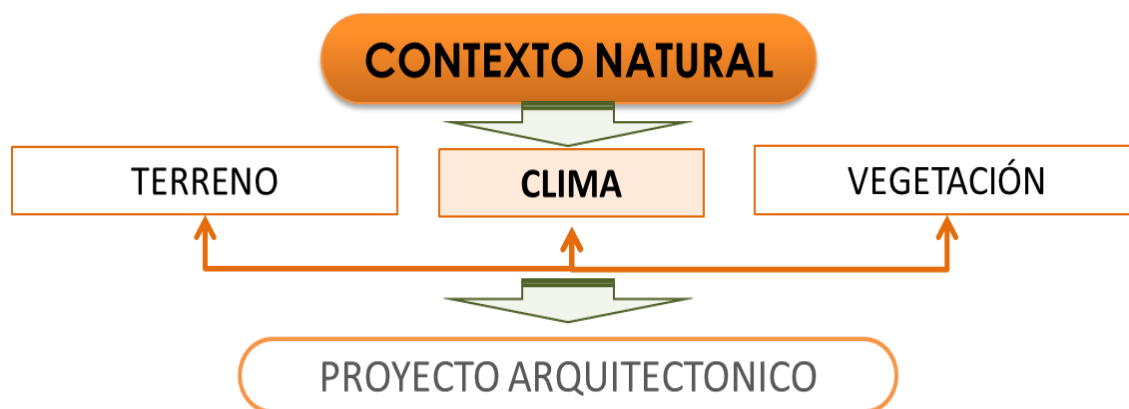 CONTEXTO NATURAL
TERRENO
CLIMA
VEGETACIÓN
PROYECTO ARQUITECTONICO